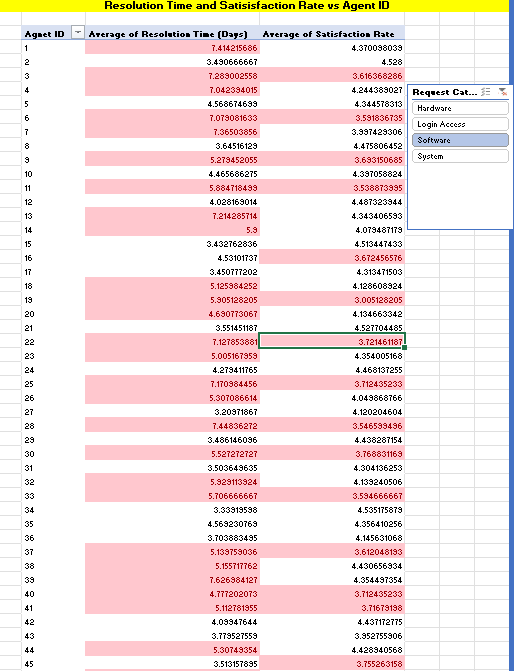 Resolution Time and Satisisfaction Rate vs Agent ID
Agnet ID Average of Resolution Time (Days) Average of Satisfaction Rate
1 7.414215686 4.370098039
2 3.490666667 4.528
3 7.289002558 3.616368286
4 7.042394015 4.244389027
5 4.568674699 4.344578313
6 7.079081633 3.591836735
7 7.36503856 3.997429306
8 3.64516129 4.475806452
9 5.279452055 3.693150685
10 4.465686275 4.397058824
11 5.884718499 3.538873995
12 4.028169014 4.487323944
13 7.214285714 4.343406593
14 5.9 4.079487179
15 3.432762836 4.513447433
16 4.53101737 3.672456576
17 3.450777202 4.313471503
18 5.125984252 4.128608924
19 5.905128205 3.005128205
20 4.690773067 4.134663342
21 3.551451187 4.527704485
22 7.127853881 3.721461187
23 5.005167959 4.354005168
24 4.279411765 4.468137255
25 7.170984456 3.712435233
26 5.307086614 4.049868766
27 3.20971867 4.120204604
28 7.44836272 3.546599496
29 3.486146096 4.438287154
30 5.527272727 3.768831169
31 3.503649635 4.304136253
32 5.929113924 4.139240506
33 5.706666667 3.594666667
34 3.33919598 4.535175879
35 4.569230769 4.356410256
36 3.703883495 4.145631068
37 5.139759036 3.612048193
38 5.155717762 4.430656934
39 7.626984127 4.354497354
40 4.777202073 3.712435233
41 5.112781955 3.71679198
42 4.09947644 4.437172775
43 3.779527559 3.952755906
44 5.30749354 4.428940568
45 3.513157895 3.755263158
Request Cat...
Hardware
Login Access
Software
System